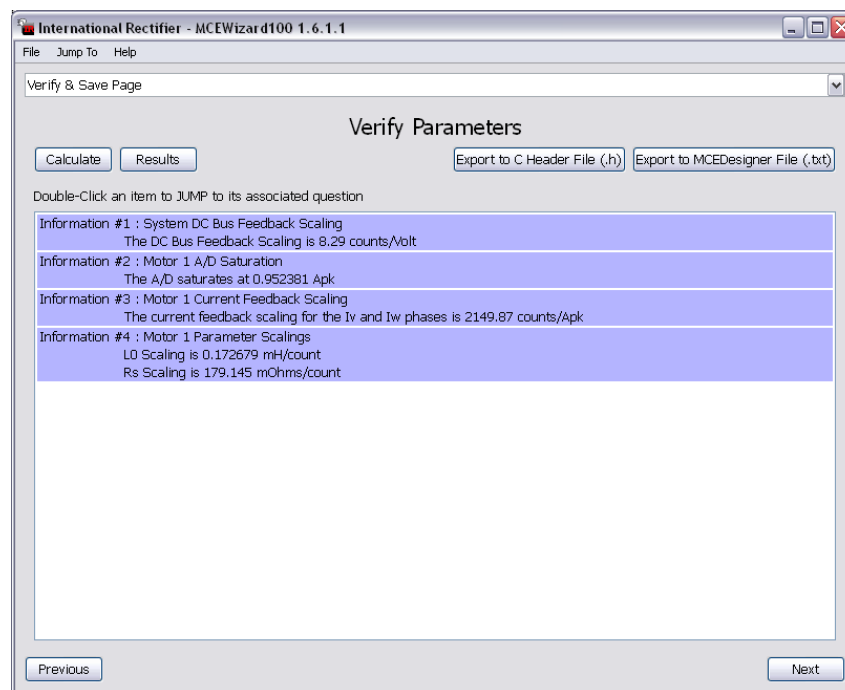 International Rectifier - MCEWizard100 1.6.1.1
File Jump To Help
Verify & Save Page
Verify Parameters
Calculate Results Export to C Header File (.h) Export to MCEDesigner File (.txt)
Double-Click an item to JUMP to its associated question
Information #1 : System DC Bus Feedback Scaling
The DC Bus Feedback Scaling is 8.29 counts/Volt
Information #2 : Motor 1 A/D Saturation
The A/D saturates at 0.952381 Apk
Information #3 : Motor 1 Current Feedback Scaling
The current feedback scaling for the Iv and Iw phases is 2149.87 counts/Apk
Information #4 : Motor 1 Parameter Scalings
L0 Scaling is 0.172679 mH/count
Rs Scaling is 179.145 mOhms/count
Previous Next